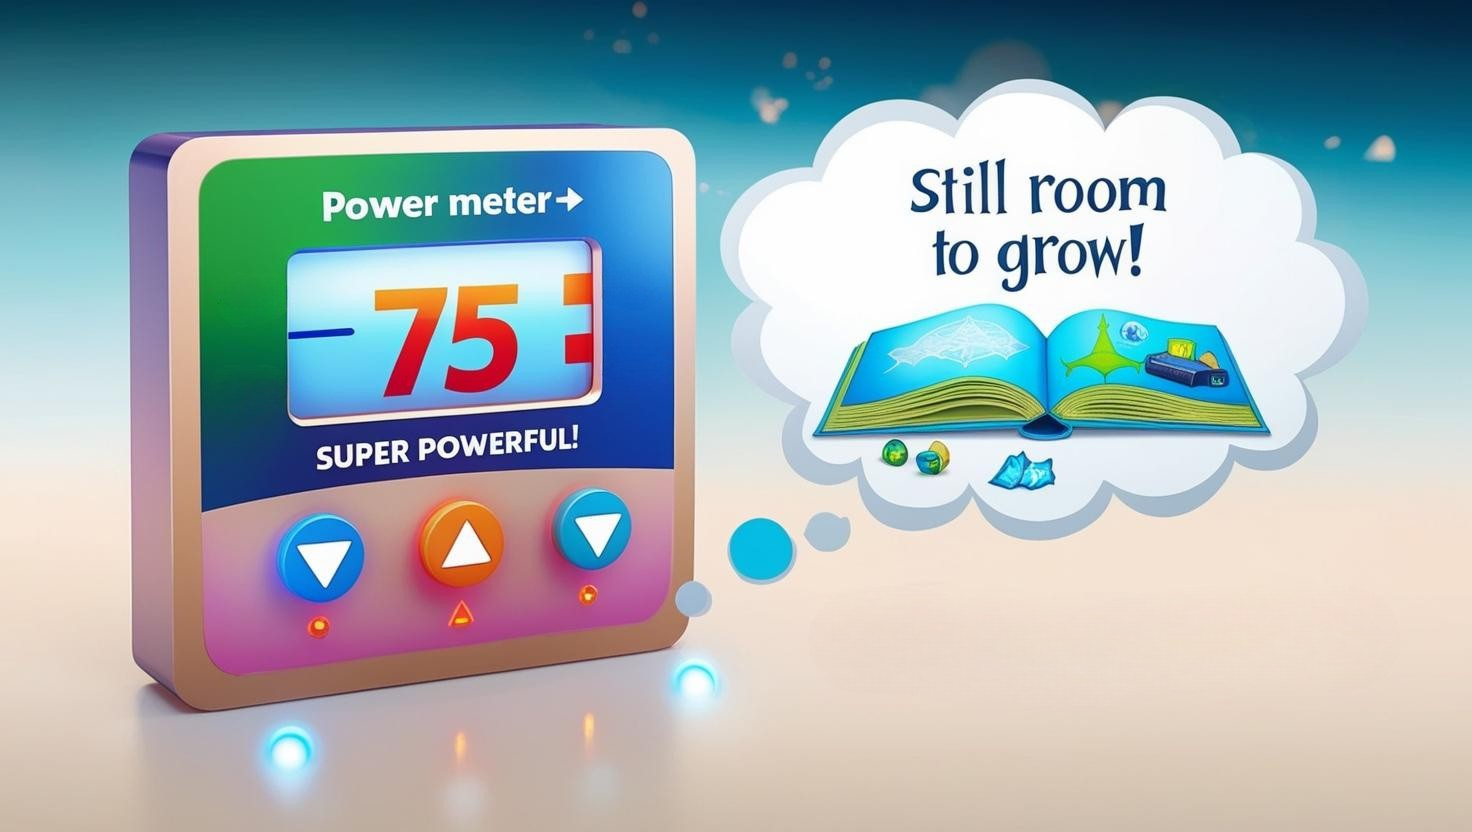 Power meter→
75
SUPER POWERFUL!
Still room
to grow!